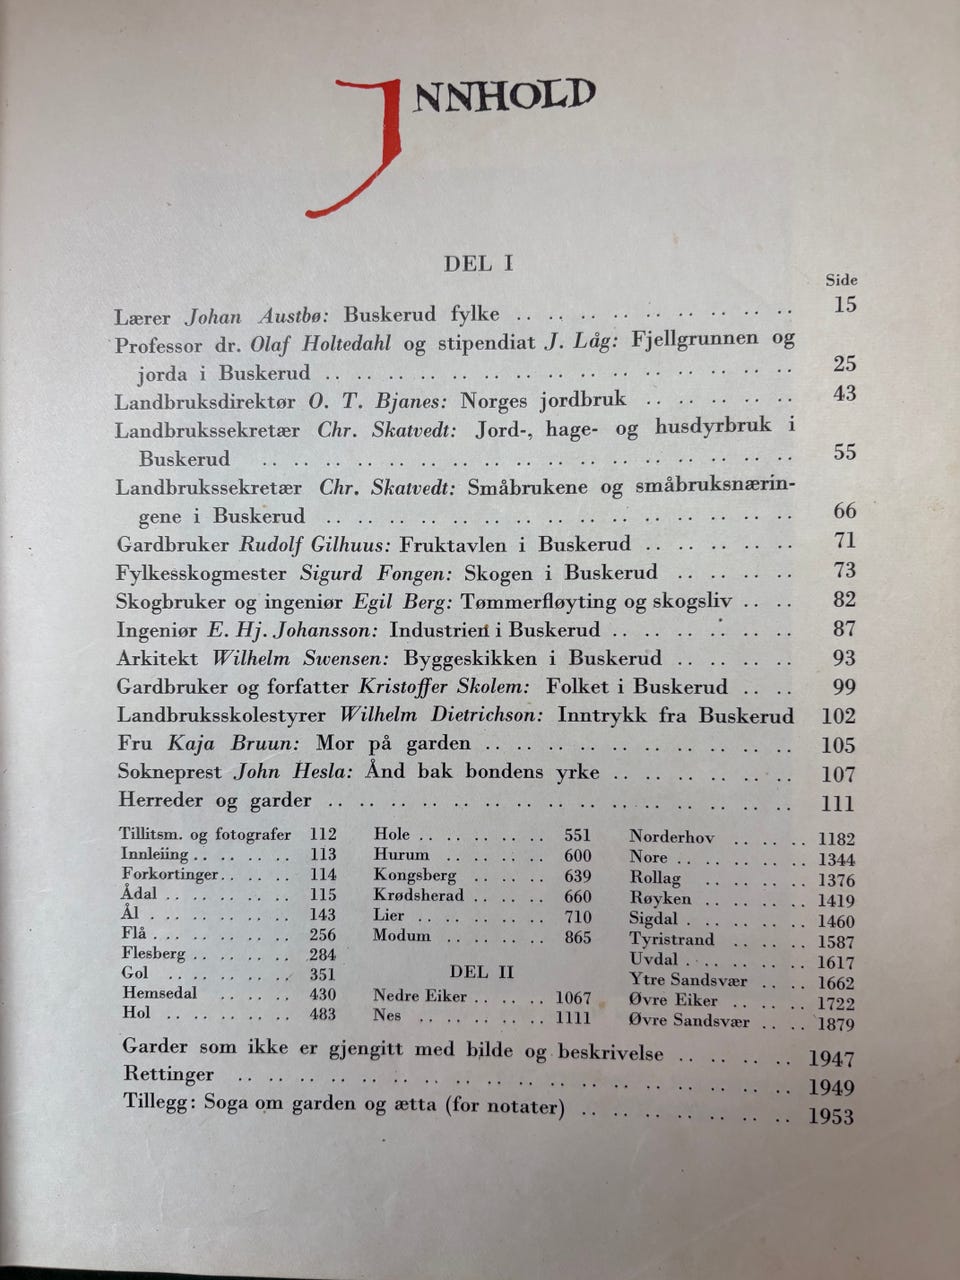 INNHOLD
DEL I
Side
Lærer Johan Austbø: Buskerud fylke .. .. .. .. .. .. .. .. 15
Professor dr. Olaf Holtedahl og stipendiat J. Låg: Fjellgrunnen og
jorda i Buskerud .. .. .. .. .. .. .. .. .. .. .. .. .. 25
Landbruksdirektør O. T. Bjanes: Norges jordbruk .. .. .. .. 43
Landbrukssekretær Chr. Skatvedt: Jord-, hage- og husdyrbruk i
Buskerud .. .. .. .. .. .. .. .. .. .. .. .. .. .. .. 55
Landbrukssekretær Chr. Skatvedt: Småbrukene og småbruksnærin-
gene i Buskerud .. .. .. .. .. .. .. .. .. .. .. .. .. 66
Gardbruker Rudolf Gilhuus: Fruktavlen i Buskerud .. .. .. .. 71
Fylkesskogmester Sigurd Fongen: Skogen i Buskerud .. .. .. 73
Skogbruker og ingeniør Egil Berg: Tømmerfløyting og skogsliv .. .. 82
Ingeniør E. Hj. Johansson: Industrien i Buskerud .. .. .. .. .. 87
Arkitekt Wilhelm Swensen: Byggeskikken i Buskerud .. .. .. 93
Gardbruker og forfatter Kristoffer Skolem: Folket i Buskerud .. .. 99
Landbruksskolestyrer Wilhelm Dietrichson: Inntrykk fra Buskerud 102
Fru Kaja Bruun: Mor på garden .. .. .. .. .. .. .. .. .. 105
Sokneprest John Hesla: Ånd bak bondens yrke .. .. .. .. .. 107
Herreder og garder .. .. .. .. .. .. .. .. .. .. .. .. .. 111
Tillitsm. og fotografer 112
Innleiing .. .. .. .. 113
Forkortinger .. .. .. 114
Ådal .. .. .. .. .. 115
Ål .. .. .. .. .. 143
Flå .. .. .. .. .. 256
Flesberg .. .. .. .. 284
Gol .. .. .. .. .. 351
Hemsedal .. .. .. 430
Hol .. .. .. .. .. 483
Hole .. .. .. .. .. 551
Hurum .. .. .. .. 600
Kongsberg .. .. .. 639
Krødsherad .. .. .. 660
Lier .. .. .. .. .. 710
Modum .. .. .. .. 865
DEL II
Nedre Eiker .. .. .. 1067
Nes .. .. .. .. .. 1111
Norderhov .. .. .. 1182
Nore .. .. .. .. .. 1344
Rollag .. .. .. .. 1376
Røyken .. .. .. .. 1419
Sigdal .. .. .. .. 1460
Tyristrand .. .. .. 1587
Uvdal .. .. .. .. 1617
Ytre Sandsvær .. .. 1662
Øvre Eiker .. .. .. 1722
Øvre Sandsvær .. .. 1879
Garder som ikke er gjengitt med bilde og beskrivelse .. .. .. .. 1947
Rettinger .. .. .. .. .. .. .. .. .. .. .. .. .. .. .. 1949
Tillegg: Soga om garden og ætta (for notater) .. .. .. .. .. .. 1953